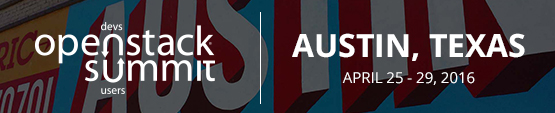 devs
openstack
summit
users
AUSTIN, TEXAS
APRIL 25 - 29, 2016